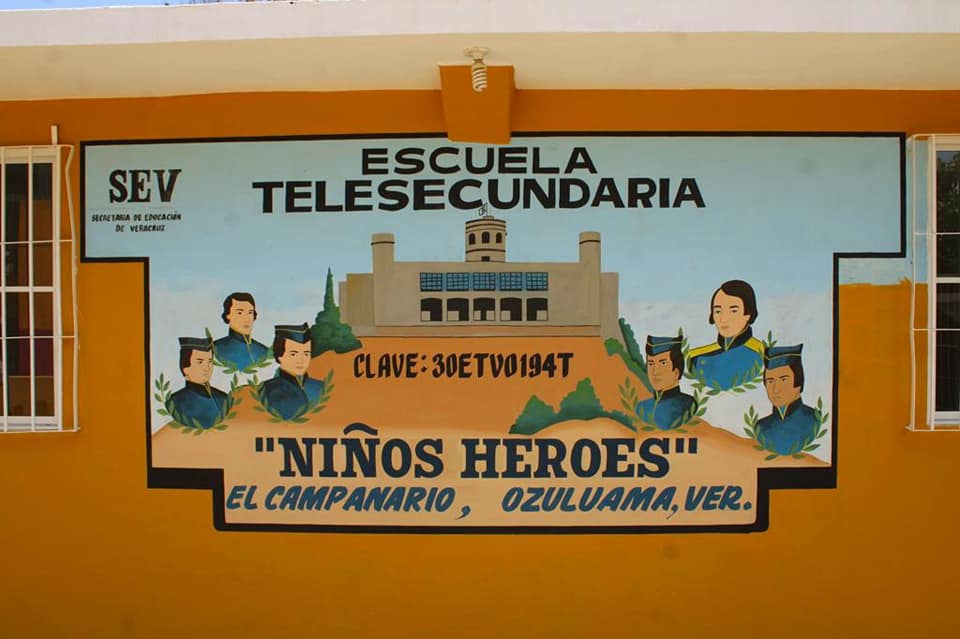 SEV
SECRETARIA DE EDUCACIÓN
DE VERACRUZ
ESCUELA
TELESECUNDARIA
CLAVE: 30ETV0194T
"NIÑOS HEROES"
EL CAMPANARIO, OZULUAMA, VER.